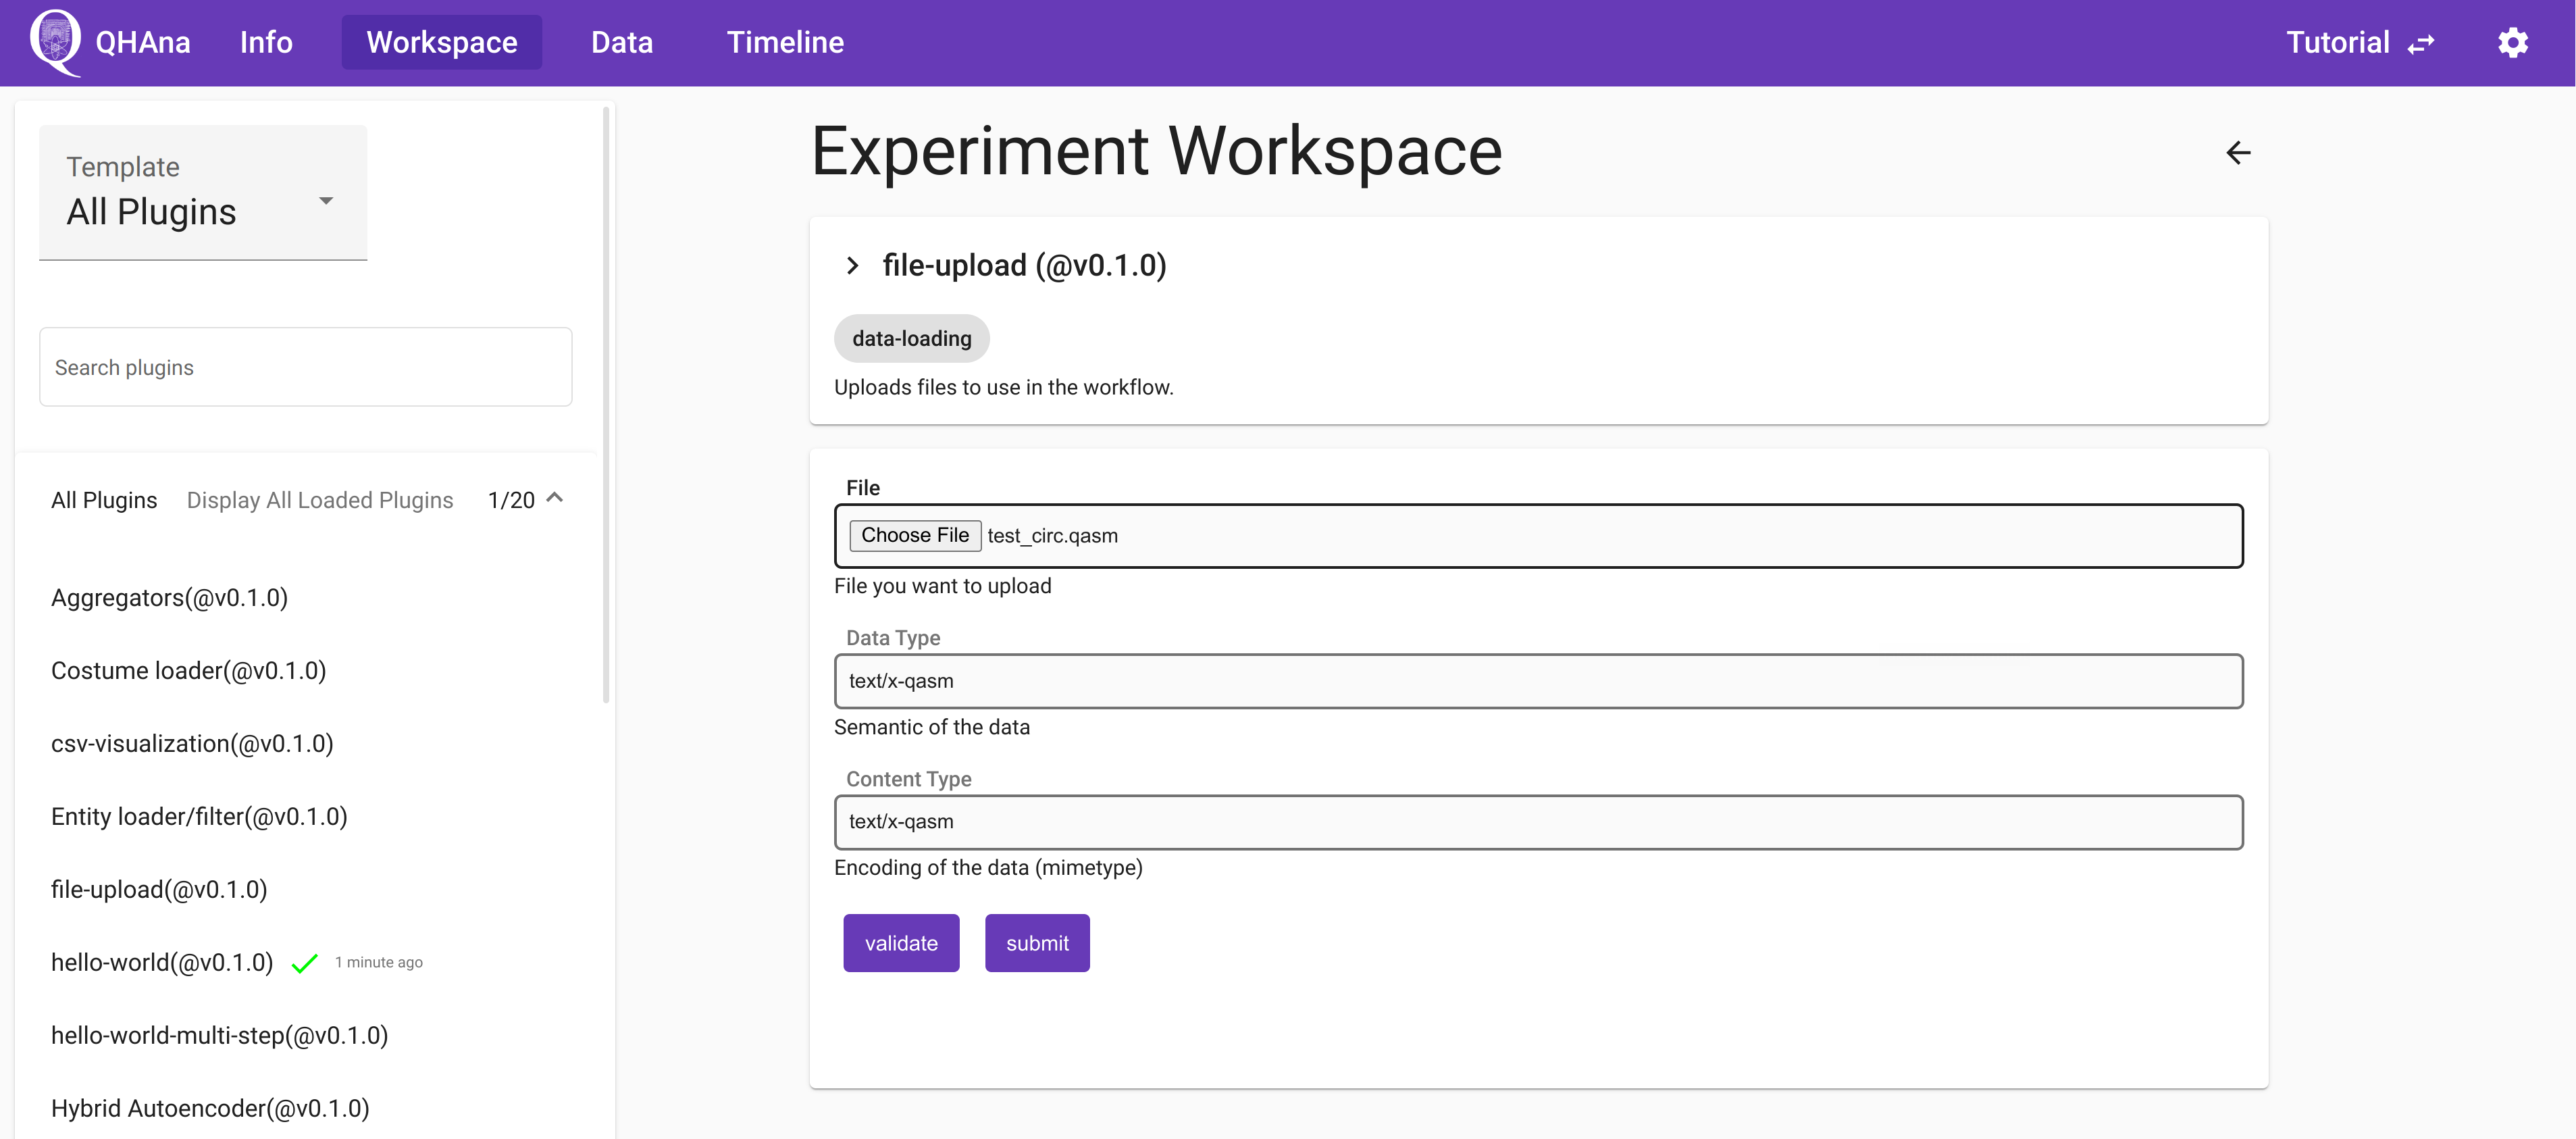 QHAna Info Workspace Data Timeline Tutorial
Template
All Plugins
Search plugins
All Plugins Display All Loaded Plugins 1/20
Aggregators(@v0.1.0)
Costume loader(@v0.1.0)
csv-visualization(@v0.1.0)
Entity loader/filter(@v0.1.0)
file-upload(@v0.1.0)
hello-world(@v0.1.0) 1 minute ago
hello-world-multi-step(@v0.1.0)
Hybrid Autoencoder(@v0.1.0)
Experiment Workspace
file-upload (@v0.1.0)
data-loading
Uploads files to use in the workflow.
File
Choose File test_circ.qasm
File you want to upload
Data Type
text/x-qasm
Semantic of the data
Content Type
text/x-qasm
Encoding of the data (mimetype)
validate submit